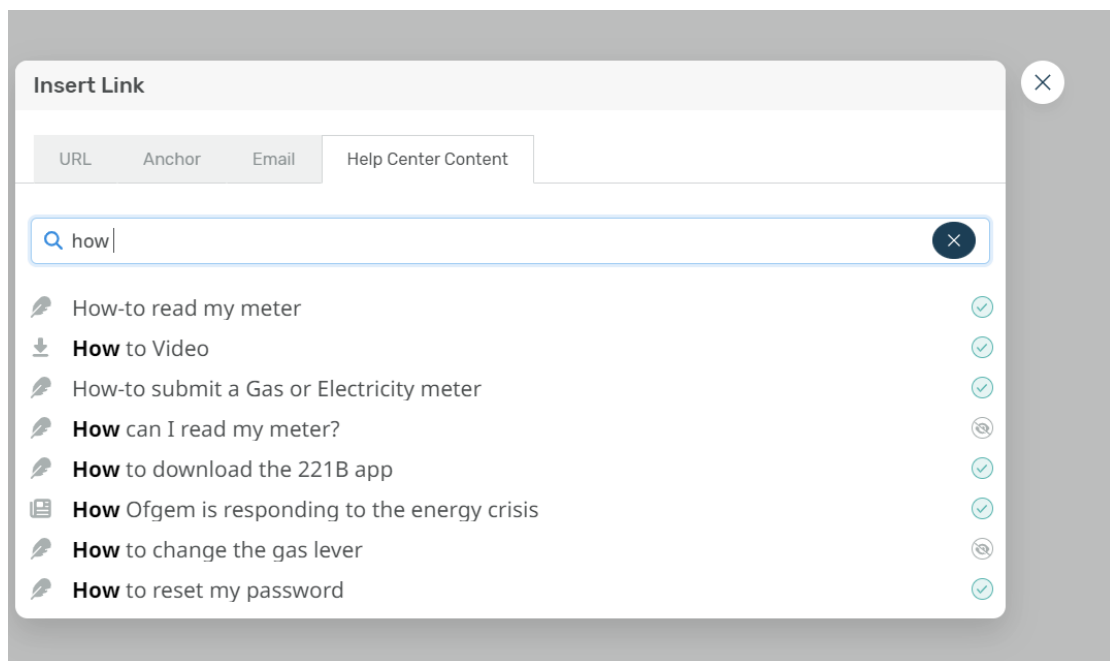 Insert Link
URL Anchor Email Help Center Content
how
How-to read my meter
How to Video
How-to submit a Gas or Electricity meter
How can I read my meter?
How to download the 221B app
How Ofgem is responding to the energy crisis
How to change the gas lever
How to reset my password